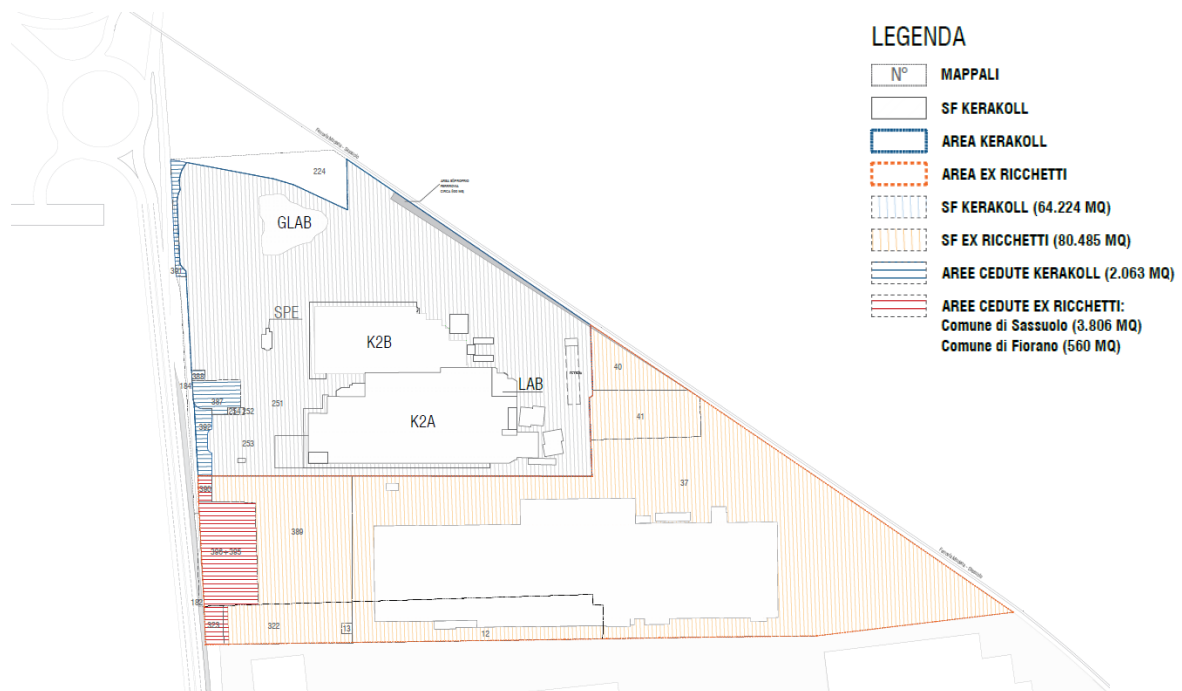 LEGENDA
N° MAPPALI
SF KERAKOLL
AREA KERAKOLL
AREA EX RICCHETTI
SF KERAKOLL (64.224 MQ)
SF EX RICCHETTI (80.485 MQ)
AREE CEDUTE KERAKOLL (2.063 MQ)
AREE CEDUTE EX RICCHETTI:
Comune di Sassuolo (3.806 MQ)
Comune di Fiorano (560 MQ)
224
GLAB
SPE
K2B
LAB
K2A
40
41
37
388
184
387
252
251
253
389
322
13
12